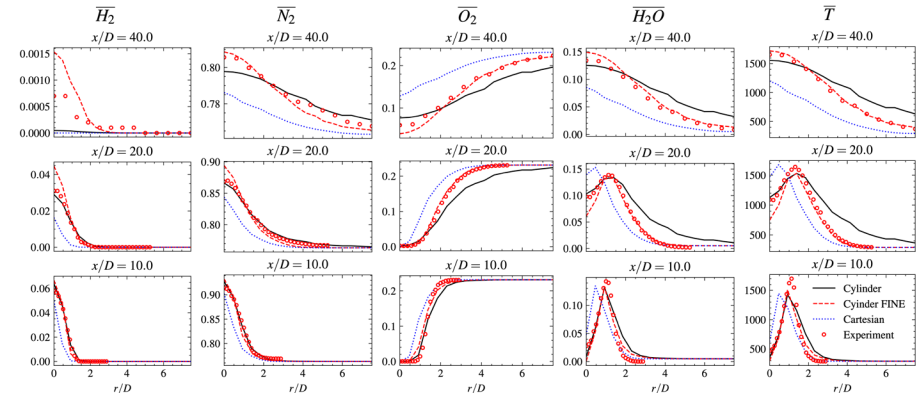 H2 N2 O2 H2O T
x/D = 40.0 x/D = 40.0 x/D = 40.0 x/D = 40.0 x/D = 40.0
0.0015 0.0010 0.0005 0.0000
0.80 0.78
0.2 0.1
0.15 0.10 0.05 0.00
1500 1000 500
x/D = 20.0 x/D = 20.0 x/D = 20.0 x/D = 20.0 x/D = 20.0
0.04 0.02 0.00
0.90 0.85 0.80
0.2 0.1 0.0
0.15 0.10 0.05 0.00
1500 1000 500
x/D = 10.0 x/D = 10.0 x/D = 10.0 x/D = 10.0 x/D = 10.0
0.06 0.04 0.02 0.00
0.90 0.85 0.80
0.2 0.1 0.0
0.10 0.05 0.00
1500 1000 500
Cylinder
Cyinder FINE
Cartesian
Experiment
0 2 4 6 0 2 4 6 0 2 4 6 0 2 4 6 0 2 4 6
r/D r/D r/D r/D r/D